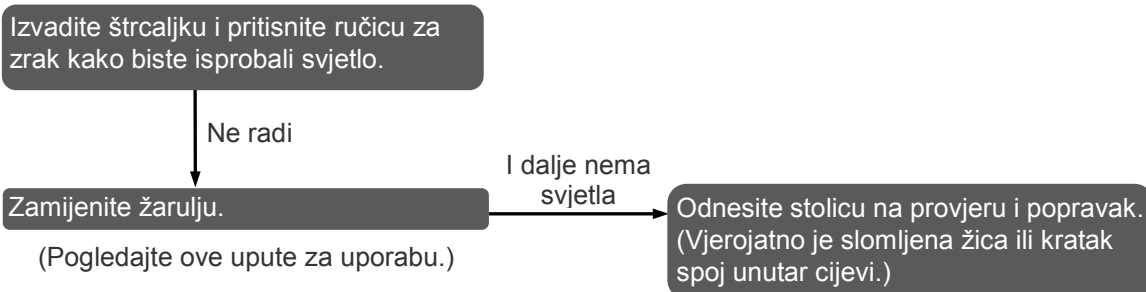 Izvadite štrcaljku i pritisnite ručicu za
zrak kako biste isprobali svjetlo.
Ne radi
Zamijenite žarulju.
(Pogledajte ove upute za uporabu.)
I dalje nema
svjetla
Odnesite stolicu na provjeru i popravak.
(Vjerojatno je slomljena žica ili kratak
spoj unutar cijevi.)